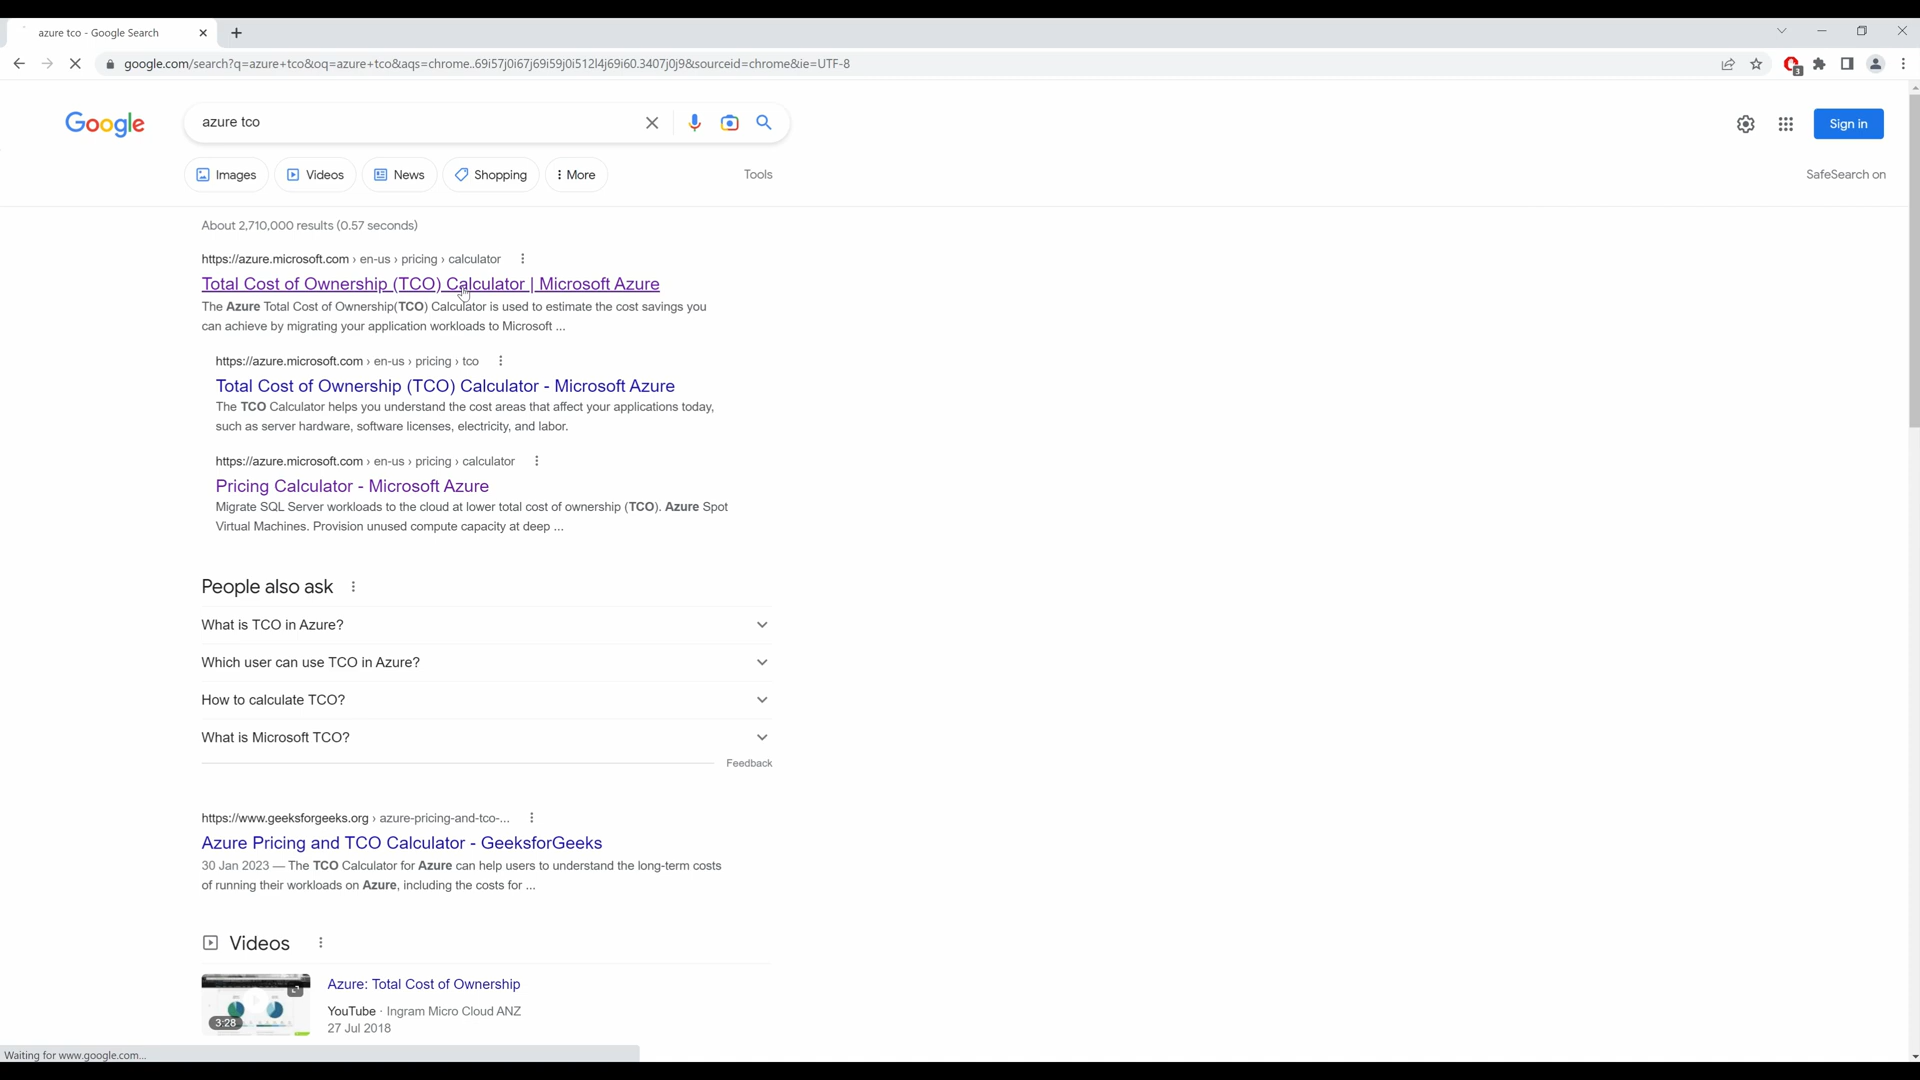 azure tco - Google Search
google.com/search?q=azure+tco&oq=azure+tco&aqs=chrome..69i57j0i67j69i59j0i512l4j69i60.3407j0j9&sourceid=chrome&ie=UTF-8
3
Google
azure tco
Sign in
Images
Videos
News
Shopping
More
Tools
SafeSearch on
About 2,710,000 results (0.57 seconds)
https://azure.microsoft.com › en-us › pricing › calculator
Total Cost of Ownership (TCO) Calculator | Microsoft Azure
The Azure Total Cost of Ownership(TCO) Calculator is used to estimate the cost savings you
can achieve by migrating your application workloads to Microsoft ...
https://azure.microsoft.com › en-us › pricing › tco
Total Cost of Ownership (TCO) Calculator - Microsoft Azure
The TCO Calculator helps you understand the cost areas that affect your applications today,
such as server hardware, software licenses, electricity, and labor.
https://azure.microsoft.com › en-us › pricing › calculator
Pricing Calculator - Microsoft Azure
Migrate SQL Server workloads to the cloud at lower total cost of ownership (TCO). Azure Spot
Virtual Machines. Provision unused compute capacity at deep ...
People also ask
What is TCO in Azure?
Which user can use TCO in Azure?
How to calculate TCO?
What is Microsoft TCO?
Feedback
https://www.geeksforgeeks.org › azure-pricing-and-tco-...
Azure Pricing and TCO Calculator - GeeksforGeeks
30 Jan 2023 — The TCO Calculator for Azure can help users to understand the long-term costs
of running their workloads on Azure, including the costs for ...
Videos
Azure: Total Cost of Ownership
YouTube · Ingram Micro Cloud ANZ
3:28
27 Jul 2018
Waiting for www.google.com...